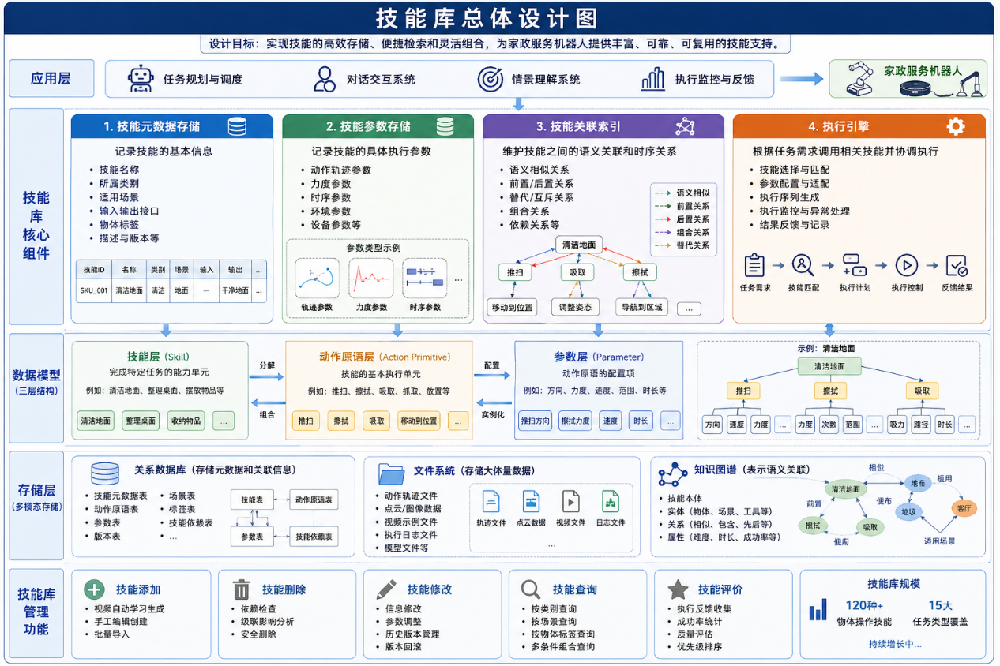 技能库总体设计图
设计目标：实现技能的高效存储、便捷检索和灵活组合，为家政服务机器人提供丰富、可靠、可复用的技能支持。
应用层
任务规划与调度
对话交互系统
情景理解系统
执行监控与反馈
家政服务机器人
技能
库
核心
组件
1. 技能元数据存储
记录技能的基本信息
• 技能名称
• 所属类别
• 适用场景
• 输入输出接口
• 物体标签
• 描述与版本等
技能ID 名称 类别 场景 输入 输出 ...
SKU_001 清洁地面 清洁 地面 — 干净地面 ...
2. 技能参数存储
记录技能的具体执行参数
• 动作轨迹参数
• 力度参数
• 时序参数
• 环境参数
• 设备参数等
参数类型示例
轨迹参数 力度参数 时序参数 ...
3. 技能关联索引
维护技能之间的语义关联和时序关系
• 语义相似关系
• 前置/后置关系
• 替代/互斥关系
• 组合关系
• 依赖关系等
语义相似
前置关系
后置关系
组合关系
替代关系
清洁地面
推扫 吸取 擦拭
移动到位置 调整姿态 导航到区域 ...
4. 执行引擎
根据任务需求调用相关技能并协调执行
• 技能选择与匹配
• 参数配置与适配
• 执行序列生成
• 执行监控与异常处理
• 结果反馈与记录
任务需求 技能匹配 执行计划 执行控制 反馈结果
数据模型
(三层结构)
技能层 (Skill)
完成特定任务的能力单元
例如：清洁地面、整理桌面、摆放物品等
清洁地面 整理桌面 收纳物品 ...
分解
组合
动作原语层 (Action Primitive)
技能的基本执行单元
例如：推扫、擦拭、吸取、抓取、放置等
推扫 擦拭 吸取 移动到位置 ...
配置
实例化
参数层 (Parameter)
动作原语的配置项
例如：方向、力度、速度、范围、时长等
推扫方向 擦拭力度 速度 时长 ...
示例：清洁地面
清洁地面
推扫 擦拭 吸取
方向 速度 力度 ... 力度 次数 范围 ... 吸力 路径 时长 ...
存储层
(多模态存储)
关系数据库（存储元数据和关联信息）
• 技能元数据表
• 动作原语表
• 参数表
• 版本表
• 场景表
• 标签表
• 技能依赖表
• ...
技能表 动作原语表
参数表 技能依赖表
文件系统（存储大体量数据）
• 动作轨迹文件
• 点云/图像数据
• 视频示例文件
• 执行日志文件
• 模型文件等
轨迹文件 点云数据 视频文件 日志文件
...
知识图谱（表示语义关联）
• 技能本体
• 实体（物体、场景、工具等）
• 关系（相似、包含、先后等）
• 属性（难度、时长、成功率等）
相位
清洁地面
前置
便布
垃圾
客厅
擦拭
吸取
使用
适用场景
技能库
管理
功能
技能添加
• 视频自动学习生成
• 手工编辑创建
• 批量导入
技能删除
• 依赖检查
• 级联影响分析
• 安全删除
技能修改
• 信息修改
• 参数调整
• 历史版本管理
• 版本回滚
技能查询
• 按类别查询
• 按场景查询
• 按物体标签查询
• 多条件组合查询
技能评价
• 执行反馈收集
• 成功率统计
• 质量评估
• 优先级排序
技能库规模
120种+
物体操作技能
15大
任务类型覆盖
持续增长中...